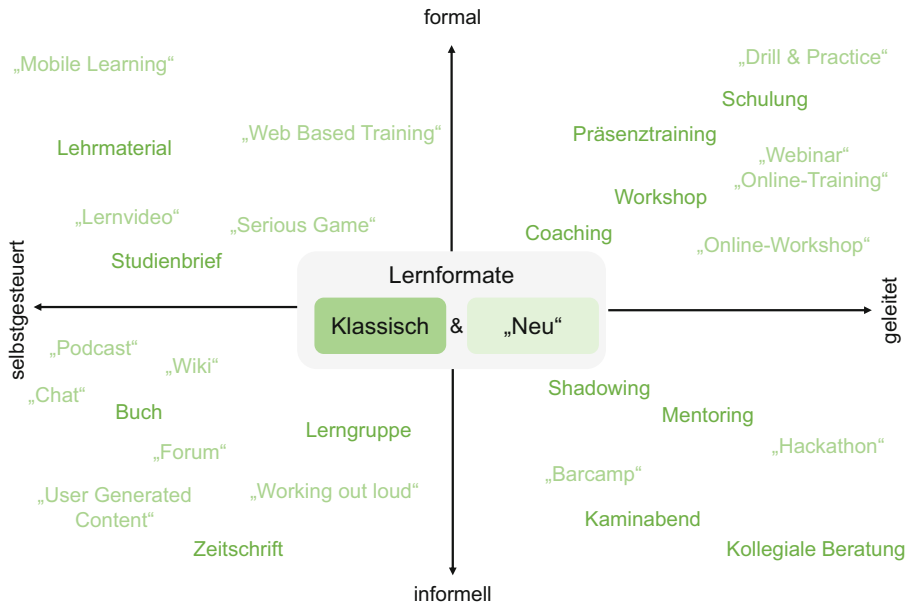 formal
„Mobile Learning“
„Drill & Practice“
Schulung
„Web Based Training“
Präsenztraining
Lehrmaterial
„Webinar“
„Online-Training“
Workshop
„Lernvideo“
„Serious Game“
Coaching
„Online-Workshop“
Studienbrief
Lernformate
selbstgesteuert
geleitet
Klassisch & „Neu“
„Podcast“
„Wiki“
Shadowing
„Chat“
Buch
Mentoring
Lerngruppe
„Forum“
„Hackathon“
„Barcamp“
„User Generated
Content“
„Working out loud“
Kaminabend
Zeitschrift
Kollegiale Beratung
informell